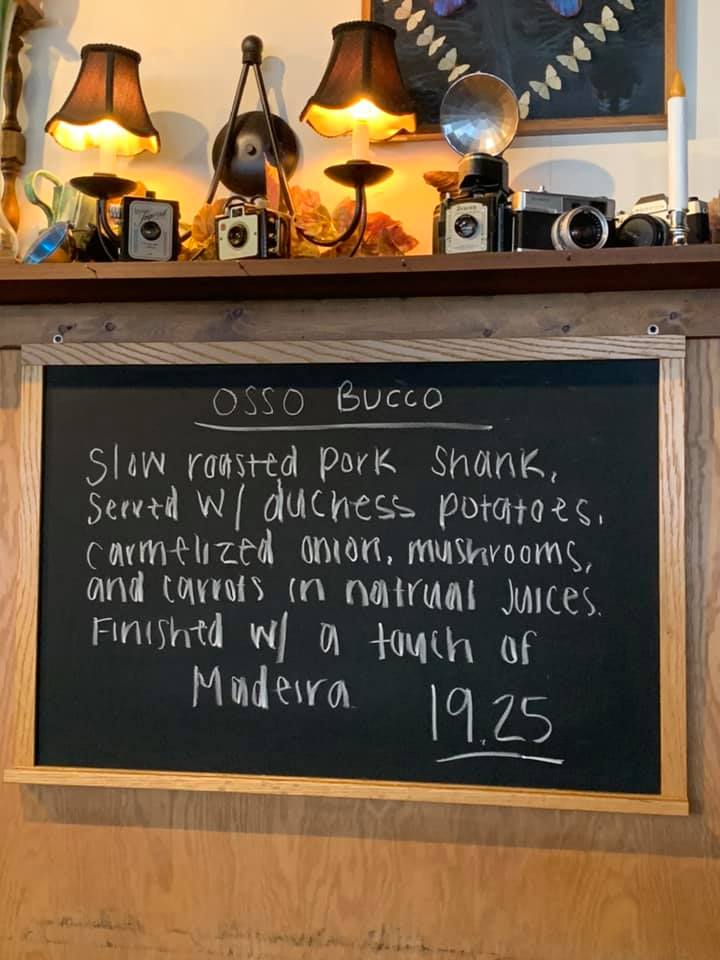 OSSO BUCCO
Slow roasted pork shank,
Served w/ duchess potatoes,
carmelized onion, mushrooms,
and carrots in natrual juices.
Finished w/ a touch of
Madeira
19.25